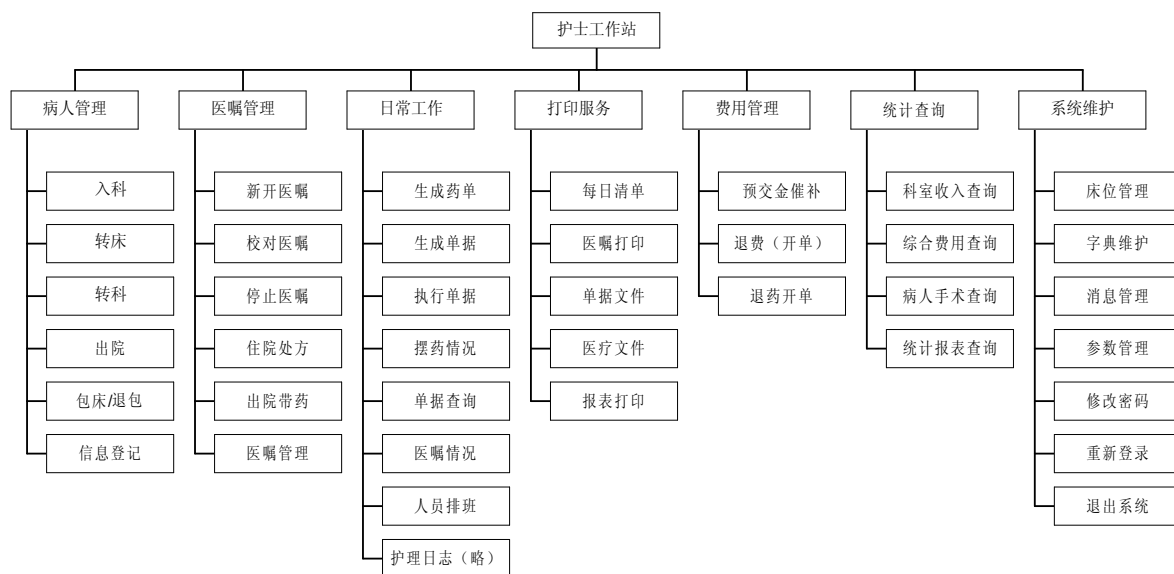 护士工作站
病人管理
医嘱管理
日常工作
打印服务
费用管理
统计查询
系统维护
入科
转床
转科
出院
包床/退包
信息登记
新开医嘱
校对医嘱
停止医嘱
住院处方
出院带药
医嘱管理
生成药单
生成单据
执行单据
摆药情况
单据查询
医嘱情况
人员排班
护理日志（略）
每日清单
医嘱打印
单据文件
医疗文件
报表打印
预交金催补
退费（开单）
退药开单
科室收入查询
综合费用查询
病人手术查询
统计报表查询
床位管理
字典维护
消息管理
参数管理
修改密码
重新登录
退出系统